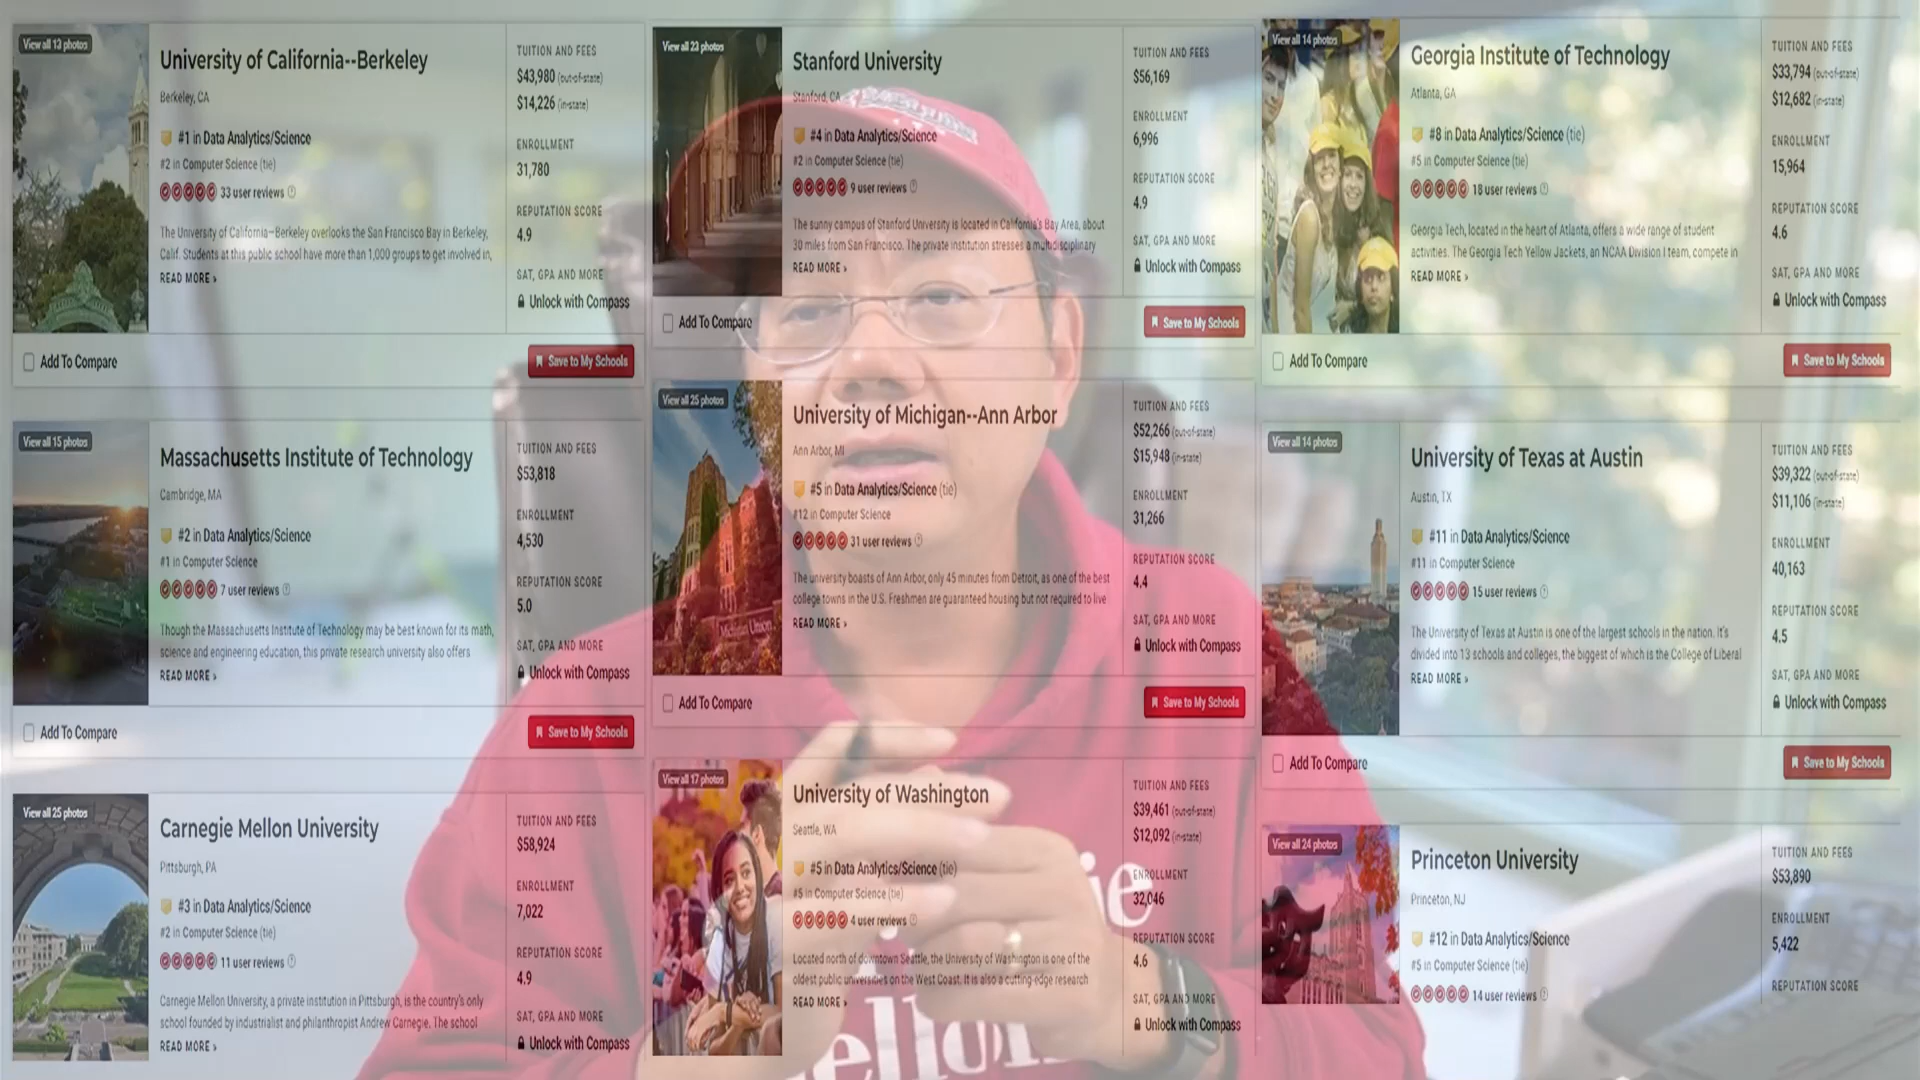 View all 13 photos
University of California--Berkeley
Berkeley, CA
#1 in Data Analytics/Science
#2 in Computer Science (tie)
33 user reviews
The University of California—Berkeley overlooks the San Francisco Bay in Berkeley,
Calif. Students at this public school have more than 1,000 groups to get involved in,
READ MORE »
TUITION AND FEES
$43,980 (out-of-state)
$14,226 (in-state)
ENROLLMENT
31,780
REPUTATION SCORE
4.9
SAT, GPA AND MORE
Unlock with Compass
Add To Compare
Save to My Schools
View all 15 photos
Massachusetts Institute of Technology
Cambridge, MA
#2 in Data Analytics/Science
#1 in Computer Science
7 user reviews
Though the Massachusetts Institute of Technology may be best known for its math,
science and engineering education, this private research university also offers
READ MORE »
TUITION AND FEES
$53,818
ENROLLMENT
4,530
REPUTATION SCORE
5.0
SAT, GPA AND MORE
Unlock with Compass
Add To Compare
Save to My Schools
View all 25 photos
Carnegie Mellon University
Pittsburgh, PA
#3 in Data Analytics/Science
#2 in Computer Science (tie)
11 user reviews
Carnegie Mellon University, a private institution in Pittsburgh, is the country's only
school founded by industrialist and philanthropist Andrew Carnegie. The school
READ MORE »
TUITION AND FEES
$58,924
ENROLLMENT
7,022
REPUTATION SCORE
4.9
SAT, GPA AND MORE
Unlock with Compass
View all 23 photos
Stanford University
Stanford, CA
#4 in Data Analytics/Science
#2 in Computer Science (tie)
9 user reviews
The sunny campus of Stanford University is located in California's Bay Area, about
30 miles from San Francisco. The private institution stresses a multidisciplinary
READ MORE »
TUITION AND FEES
$56,169
ENROLLMENT
6,996
REPUTATION SCORE
4.9
SAT, GPA AND MORE
Unlock with Compass
Add To Compare
Save to My Schools
View all 25 photos
University of Michigan--Ann Arbor
Ann Arbor, MI
#5 in Data Analytics/Science (tie)
#12 in Computer Science
31 user reviews
The university boasts of Ann Arbor, only 45 minutes from Detroit, as one of the best
college towns in the U.S. Freshmen are guaranteed housing but not required to live
READ MORE »
Michigan Union
TUITION AND FEES
$52,266 (out-of-state)
$15,948 (in-state)
ENROLLMENT
31,266
REPUTATION SCORE
4.4
SAT, GPA AND MORE
Unlock with Compass
Add To Compare
Save to My Schools
View all 17 photos
University of Washington
Seattle, WA
#5 in Data Analytics/Science (tie)
#5 in Computer Science (tie)
4 user reviews
Located north of downtown Seattle, the University of Washington is one of the
oldest public universities on the West Coast. It is also a cutting-edge research
READ MORE »
TUITION AND FEES
$39,461 (out-of-state)
$12,092 (in-state)
ENROLLMENT
32,046
REPUTATION SCORE
4.6
SAT, GPA AND MORE
Unlock with Compass
View all 14 photos
Georgia Institute of Technology
Atlanta, GA
#8 in Data Analytics/Science (tie)
#5 in Computer Science (tie)
18 user reviews
Georgia Tech, located in the heart of Atlanta, offers a wide range of student
activities. The Georgia Tech Yellow Jackets, an NCAA Division I team, compete in
READ MORE »
TUITION AND FEES
$33,794 (out-of-state)
$12,682 (in-state)
ENROLLMENT
15,964
REPUTATION SCORE
4.6
SAT, GPA AND MORE
Unlock with Compass
Add To Compare
Save to My Schools
View all 14 photos
University of Texas at Austin
Austin, TX
#11 in Data Analytics/Science
#11 in Computer Science
15 user reviews
The University of Texas at Austin is one of the largest schools in the nation. It's
divided into 13 schools and colleges, the biggest of which is the College of Liberal
READ MORE »
TUITION AND FEES
$39,322 (out-of-state)
$11,106 (in-state)
ENROLLMENT
40,163
REPUTATION SCORE
4.5
SAT, GPA AND MORE
Unlock with Compass
Add To Compare
Save to My Schools
View all 24 photos
Princeton University
Princeton, NJ
#12 in Data Analytics/Science
#5 in Computer Science (tie)
14 user reviews
TUITION AND FEES
$53,890
ENROLLMENT
5,422
REPUTATION SCORE